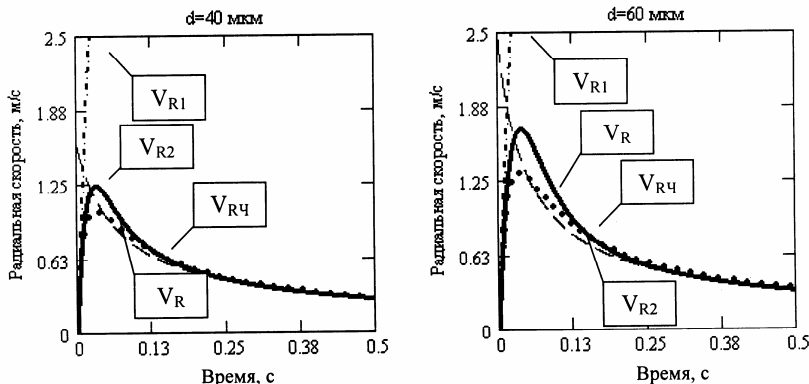 d=40 мкм
Радиальная скорость, м/с
2.5
1.88
1.25
0.63
0
V_R1
V_R2
V_RЧ
V_R
0 0.13 0.25 0.38 0.5
Время, с
d=60 мкм
Радиальная скорость, м/с
2.5
1.88
1.25
0.63
0
V_R1
V_R
V_RЧ
V_R2
0 0.13 0.25 0.38 0.5
Время, с